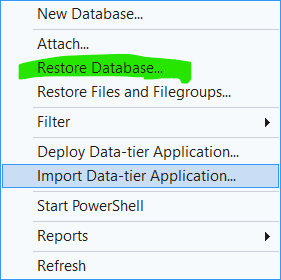 New Database...
Attach...
Restore Database...
Restore Files and Filegroups...
Filter
Deploy Data-tier Application...
Import Data-tier Application...
Start PowerShell
Reports
Refresh